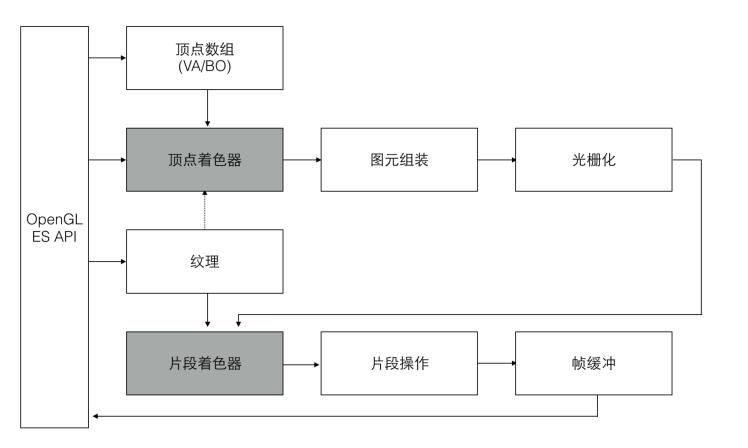 顶点数组
(VA/BO)
顶点着色器
图元组装
光栅化
OpenGL
ES API
纹理
片段着色器
片段操作
帧缓冲